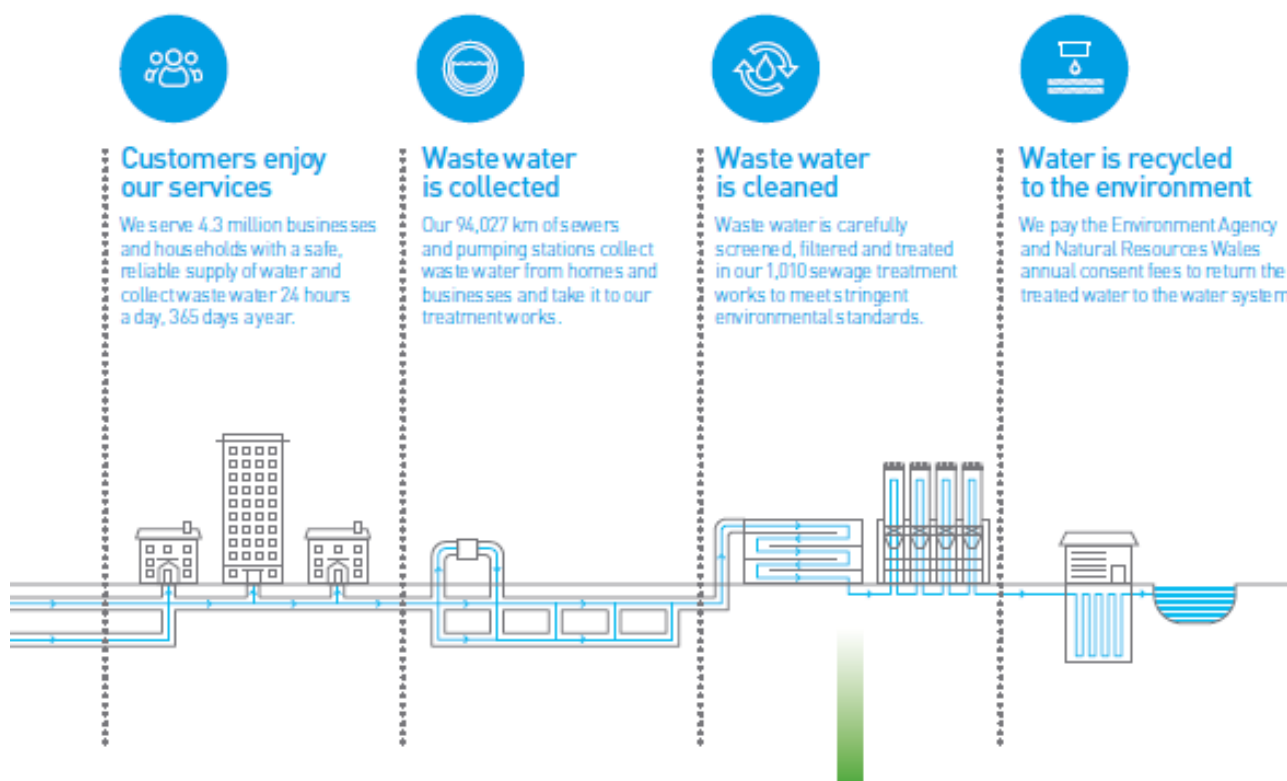 Customers enjoy
our services
We serve 4.3 million businesses
and households with a safe,
reliable supply of water and
collect waste water 24 hours
a day, 365 days a year.
Waste water
is collected
Our 94,027 km of sewers
and pumping stations collect
waste water from homes and
businesses and take it to our
treatment works.
Waste water
is cleaned
Waste water is carefully
screened, filtered and treated
in our 1,010 sewage treatment
works to meet stringent
environmental standards.
Water is recycled
to the environment
We pay the Environment Agency
and Natural Resources Wales
annual consent fees to return the
treated water to the water system